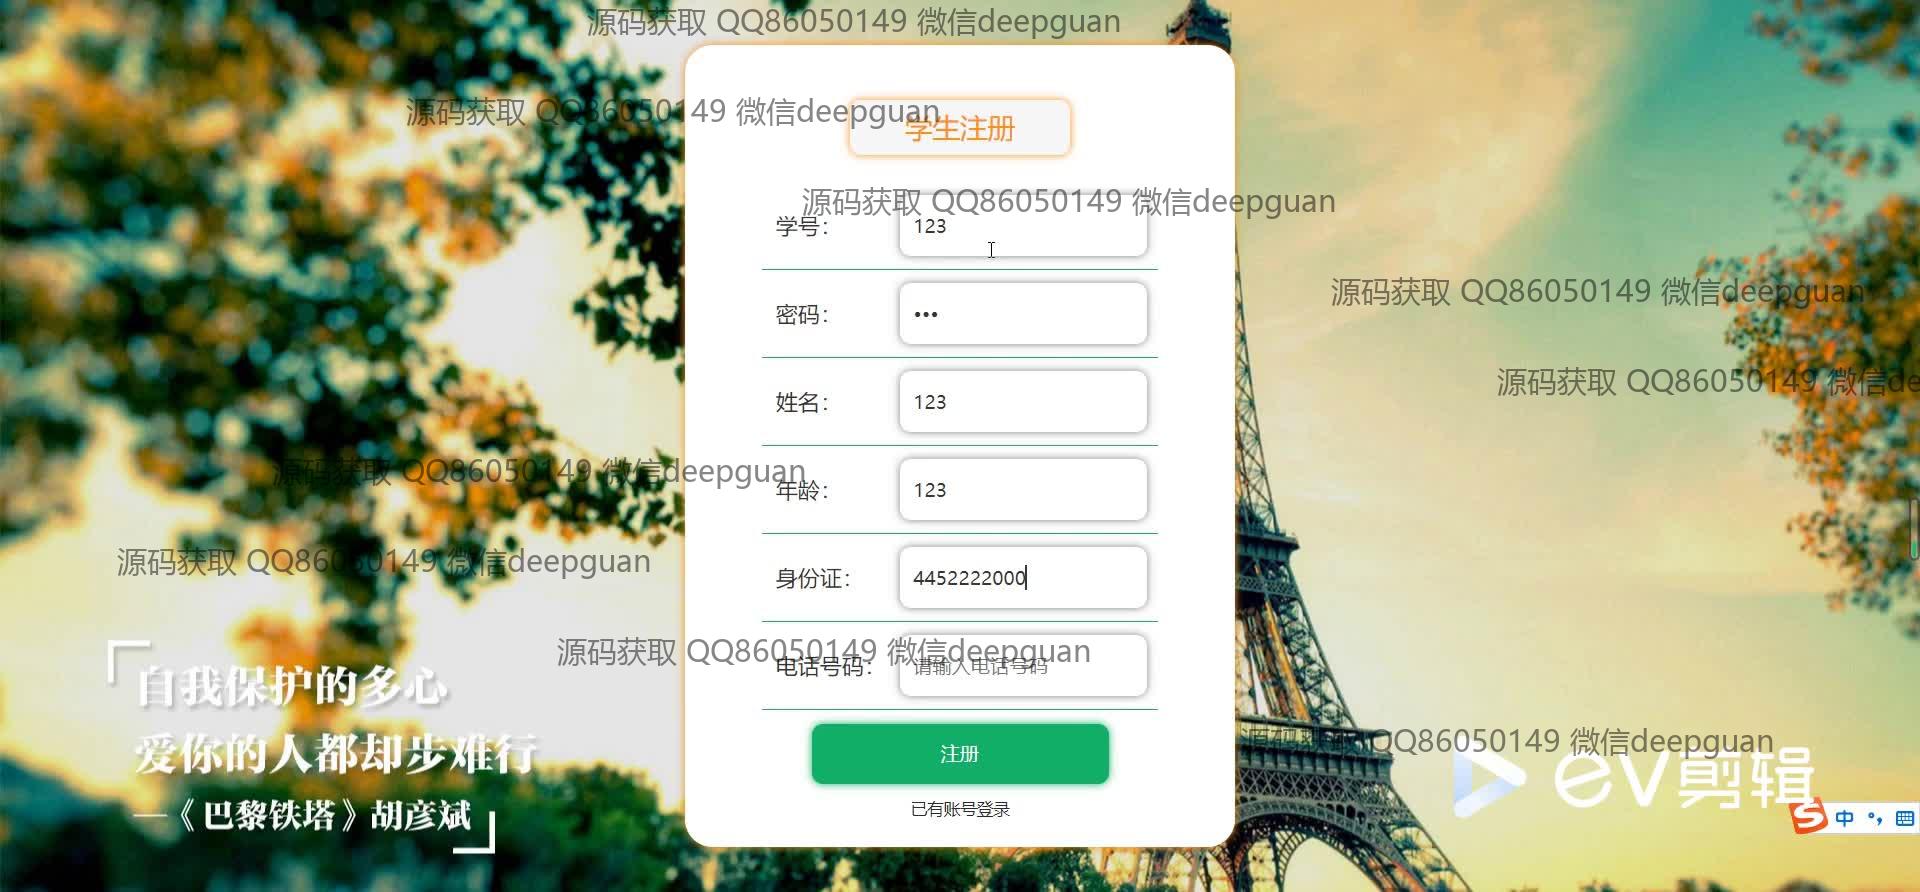 源码获取 QQ86050149 微信deepguan
源码获取 QQ86050149 微信deepguan
学生注册
源码获取 QQ86050149 微信deepguan
学号： 123
源码获取 QQ86050149 微信deepguan
密码： •••
源码获取 QQ86050149 微信de
姓名： 123
源码获取 QQ86050149 微信deepguan
年龄： 123
源码获取 QQ86050149 微信deepguan
身份证： 4452222000
源码获取 QQ86050149 微信deepguan
电话号码： 请输入电话号码
自我保护的多心
爱你的人都却步难行
—《巴黎铁塔》胡彦斌
源码获取 QQ86050149 微信deepguan
注册
ev剪辑
已有账号登录
中